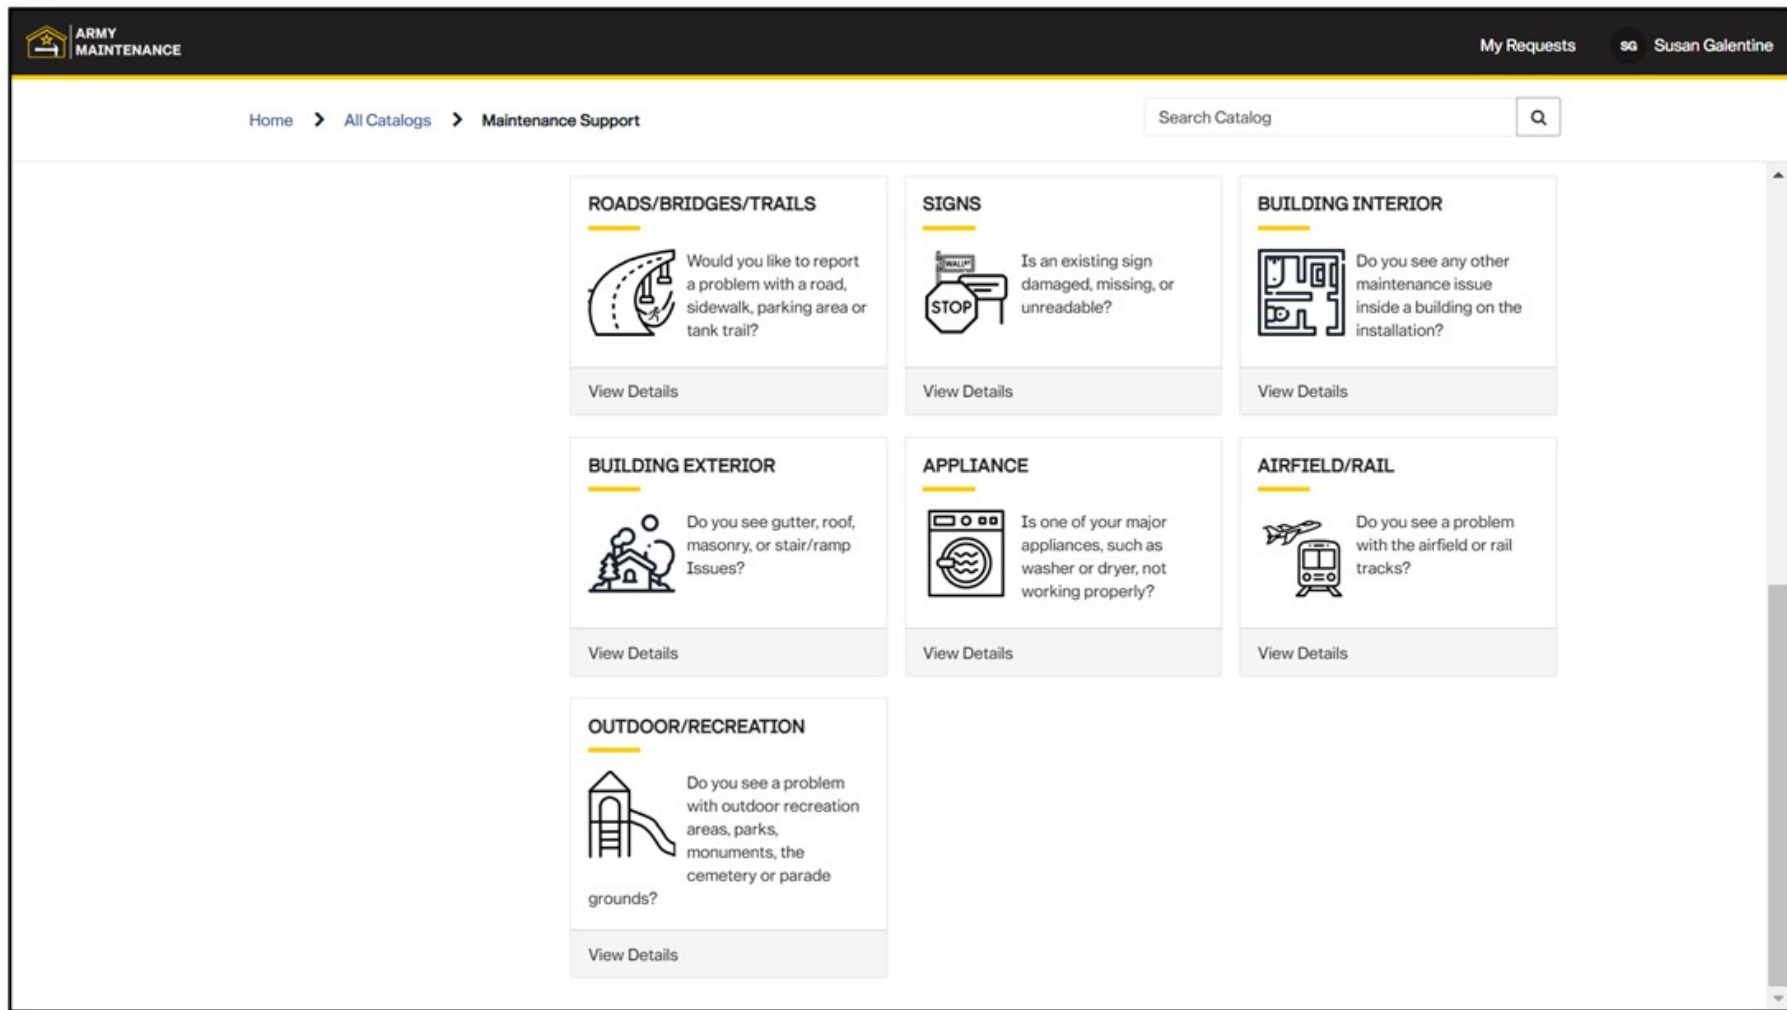 ARMY
MAINTENANCE
My Requests
SG Susan Galentine
Home > All Catalogs > Maintenance Support
Search Catalog
ROADS/BRIDGES/TRAILS
Would you like to report
a problem with a road,
sidewalk, parking area or
tank trail?
View Details
SIGNS
WALL ST
STOP
Is an existing sign
damaged, missing, or
unreadable?
View Details
BUILDING INTERIOR
Do you see any other
maintenance issue
inside a building on the
installation?
View Details
BUILDING EXTERIOR
Do you see gutter, roof,
masonry, or stair/ramp
Issues?
View Details
APPLIANCE
Is one of your major
appliances, such as
washer or dryer, not
working properly?
View Details
AIRFIELD/RAIL
Do you see a problem
with the airfield or rail
tracks?
View Details
OUTDOOR/RECREATION
Do you see a problem
with outdoor recreation
areas, parks,
monuments, the
cemetery or parade
grounds?
View Details